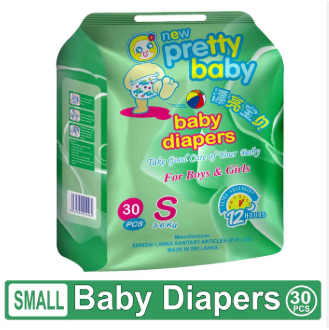 new
pretty
baby
漂亮宝贝
baby
diapers
Take Good Care of Your Baby
For Boys & Girls
30
PCS
S
3-6Kg
12 HOURS
Manufacturer
XIANDAI LANKA SANITARY ARTICLES (PVT) Ltd
MADE IN SRI LANKA
SMALL Baby Diapers 30 PCS